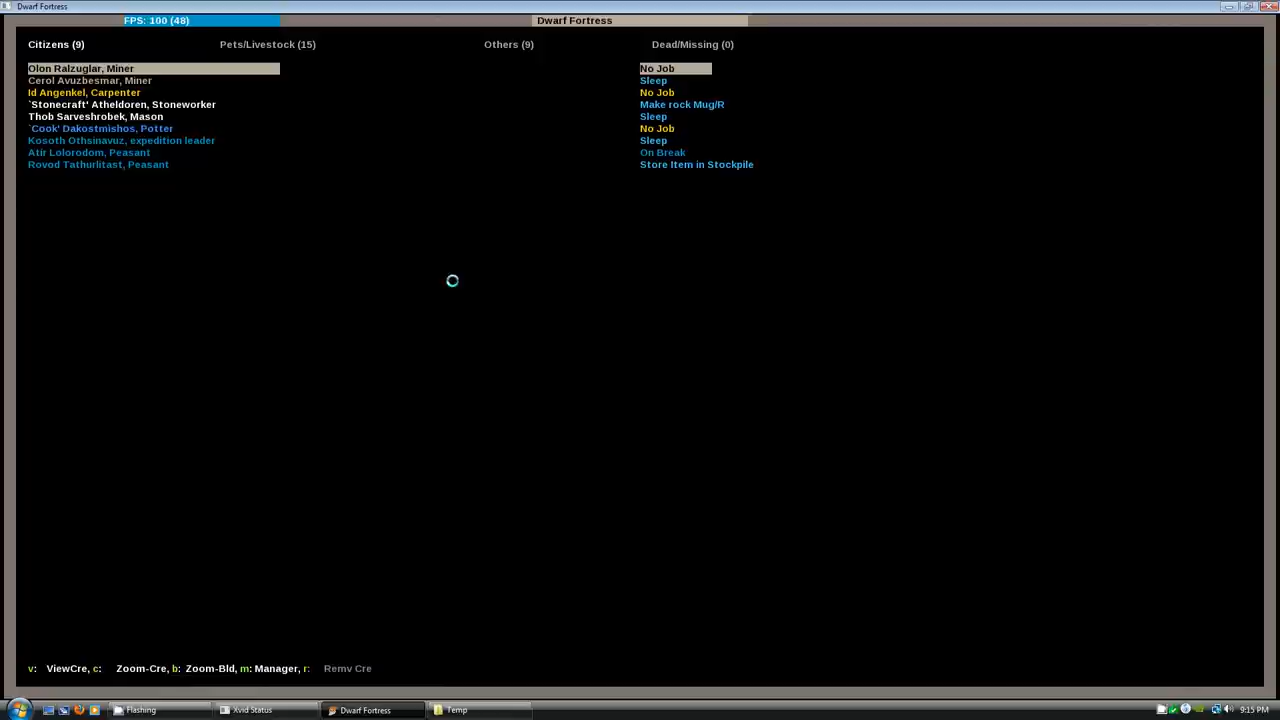 Dwarf Fortress
FPS: 100 (48) Dwarf Fortress
Citizens (9) Pets/Livestock (15) Others (9) Dead/Missing (0)
Olon Ralzuglar, Miner No Job
Cerol Avuzbesmar, Miner Sleep
Id Angenkel, Carpenter No Job
`Stonecraft' Atheldoren, Stoneworker Make rock Mug/R
Thob Sarveshrobek, Mason Sleep
`Cook' Dakostmishos, Potter No Job
Kosoth Othsinavuz, expedition leader Sleep
Atir Lolorodom, Peasant On Break
Rovod Tathurlitast, Peasant Store Item in Stockpile
v: ViewCre, c: Zoom-Cre, b: Zoom-Bld, m: Manager, r: Remv Cre
Flashing Xvid Status Dwarf Fortress Temp 9:15 PM